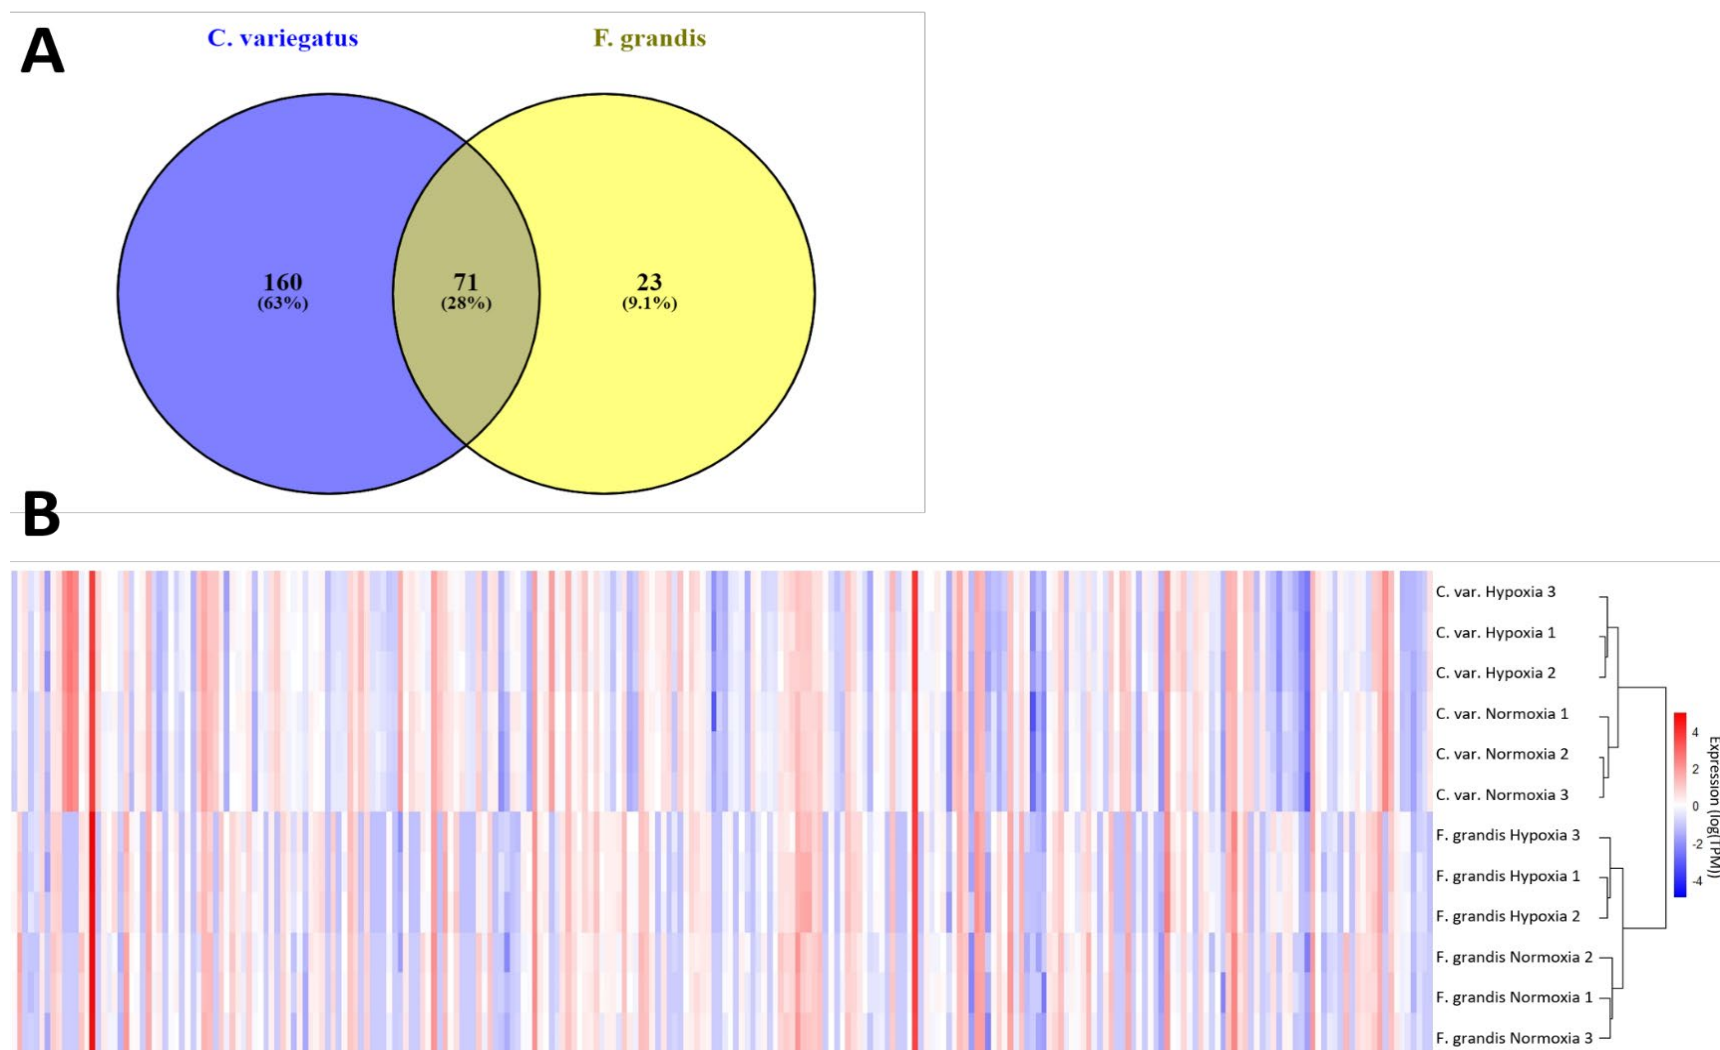 A
C. variegatus
F. grandis
160
(63%)
71
(28%)
23
(9.1%)
B
C. var. Hypoxia 3
C. var. Hypoxia 1
C. var. Hypoxia 2
C. var. Normoxia 1
C. var. Normoxia 2
C. var. Normoxia 3
F. grandis Hypoxia 3
F. grandis Hypoxia 1
F. grandis Hypoxia 2
F. grandis Normoxia 2
F. grandis Normoxia 1
F. grandis Normoxia 3
4
2
0
-2
-4
Expression (log(TPM))